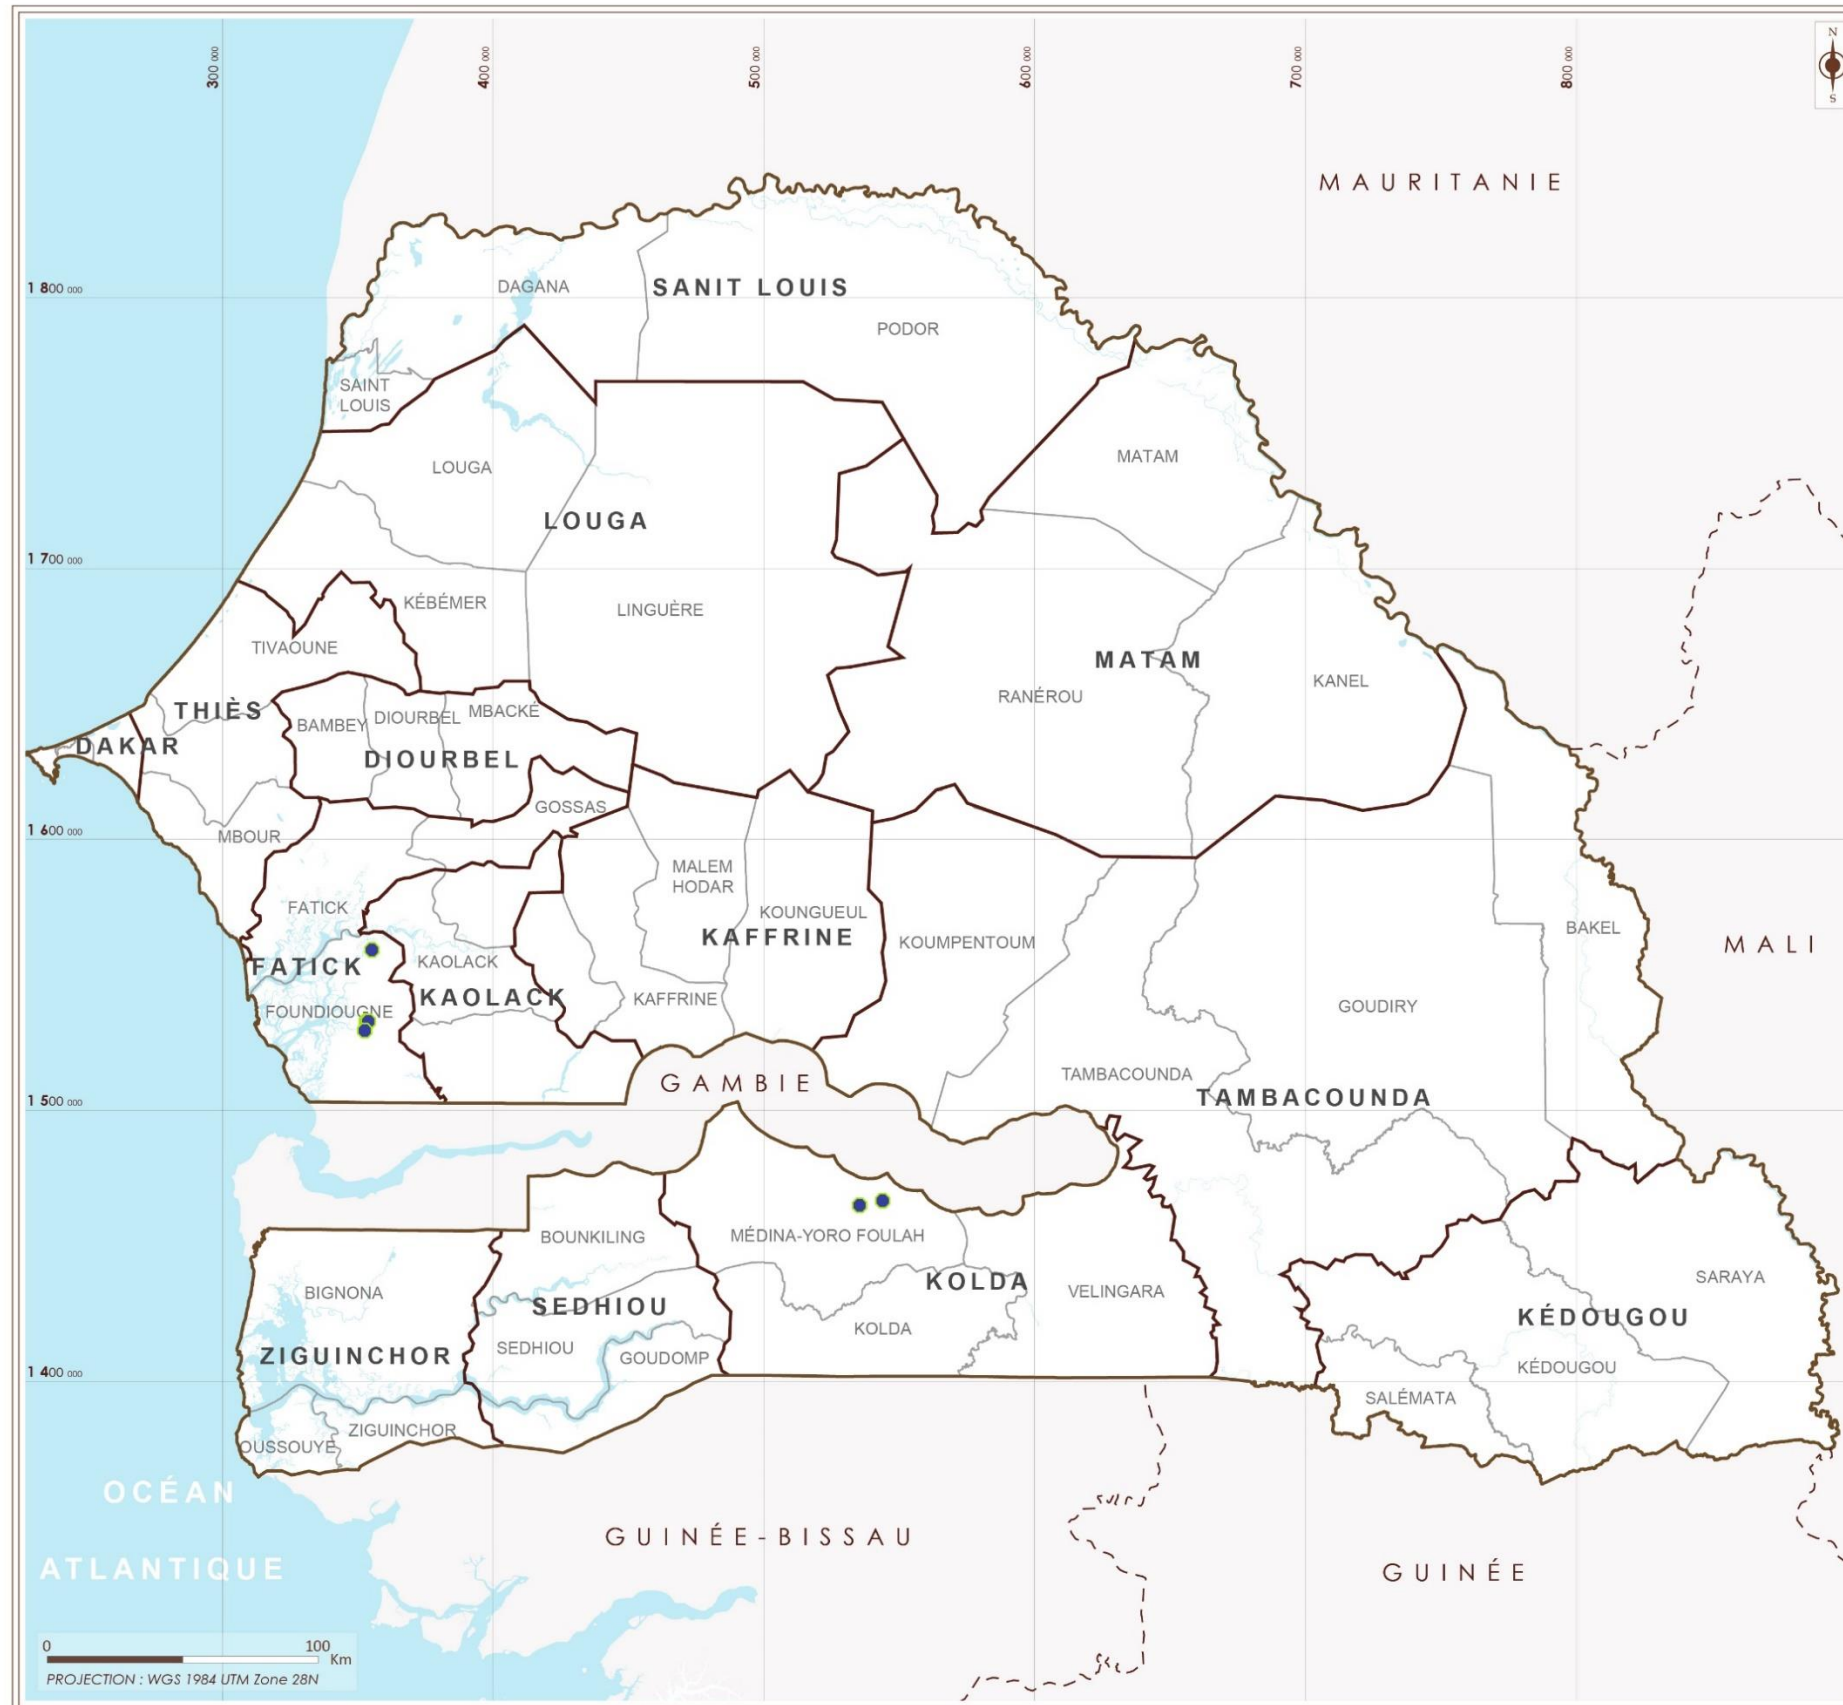 300 000
400 000
500 000
600 000
700 000
800 000
N
S
MAURITANIE
1 800 000
DAGANA
SANIT LOUIS
PODOR
SAINT
LOUIS
MATAM
LOUGA
LOUGA
1 700 000
KÉBÉMER
LINGUÈRE
TIVAOUNE
MATAM
KANEL
RANÉROU
THIÈS
BAMBEY
DIOURBEL
MBACKÉ
DAKAR
DIOURBEL
GOSSAS
1 600 000
MBOUR
MALEM
HODAR
FATICK
KOUNGUEUL
KAFFRINE
KOUMPENTOUM
BAKEL
MALI
FATICK
KAOLACK
KAOLACK
KAFFRINE
FOUNDIOUGNE
GOUDIRY
GAMBIE
TAMBACOUNDA
TAMBACOUNDA
1 500 000
BOUNKILING
MÉDINA-YORO FOULAH
BIGNONA
SEDHIOU
KOLDA
VELINGARA
SARAYA
KÉDOUGOU
KOLDA
SEDHIOU
GOUDOMP
ZIGUINCHOR
KÉDOUGOU
1 400 000
SALÉMATA
ZIGUINCHOR
OUSSOUYE
OCÉAN
ATLANTIQUE
GUINÉE-BISSAU
GUINÉE
0
100
Km
PROJECTION : WGS 1984 UTM Zone 28N